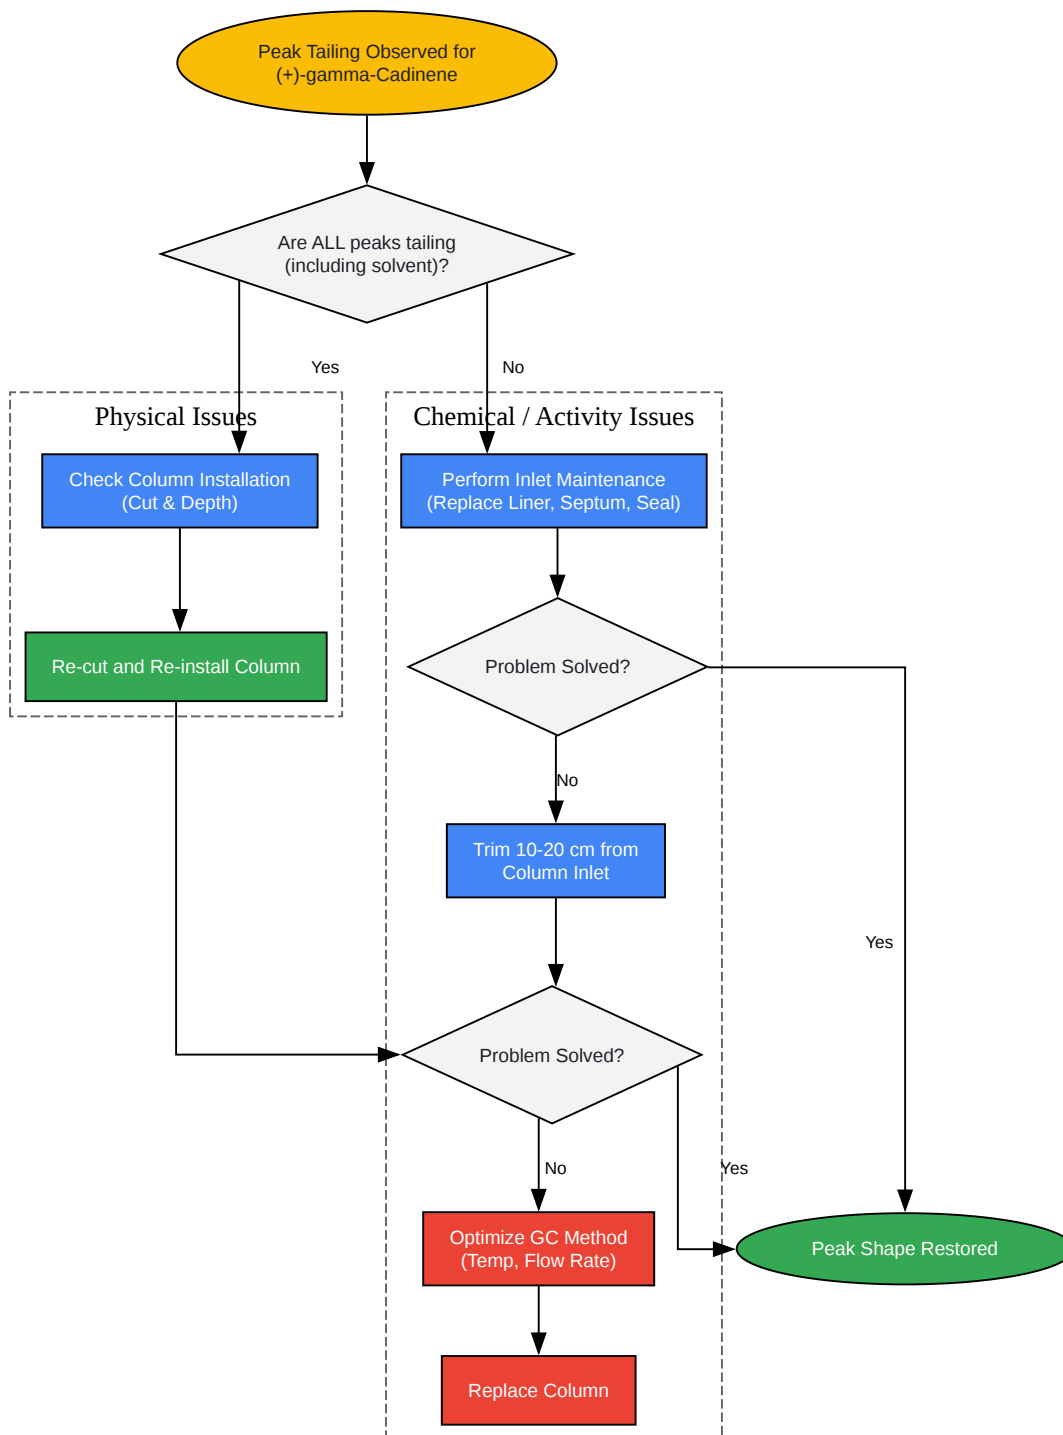 Peak Tailing Observed for
(+)-gamma-Cadinene
Are ALL peaks tailing
(including solvent)?
Yes
No
Physical Issues
Chemical / Activity Issues
Check Column Installation
(Cut & Depth)
Perform Inlet Maintenance
(Replace Liner, Septum, Seal)
Re-cut and Re-install Column
Problem Solved?
No
Trim 10-20 cm from
Column Inlet
Yes
Problem Solved?
No
Yes
Optimize GC Method
(Temp, Flow Rate)
Peak Shape Restored
Replace Column